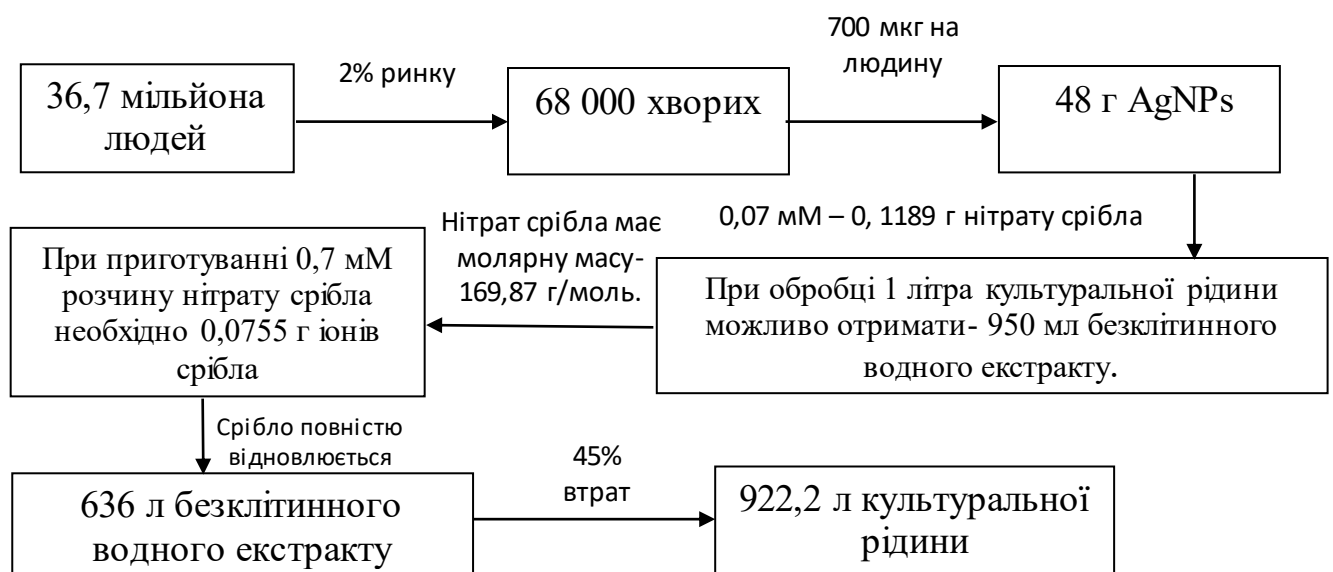 36,7 мільйона
людей
2% ринку
68 000 хворих
700 мкг на
людину
48 г AgNPs
0,07 мМ – 0, 1189 г нітрату срібла
При обробці 1 літра культуральної рідини
можливо отримати- 950 мл безклітинного
водного екстракту.
Нітрат срібла має
молярну масу-
169,87 г/моль.
При приготуванні 0,7 мМ
розчину нітрату срібла
необхідно 0,0755 г іонів
срібла
Срібло повністю
відновлюється
636 л безклітинного
водного екстракту
45%
втрат
922,2 л культуральної
рідини